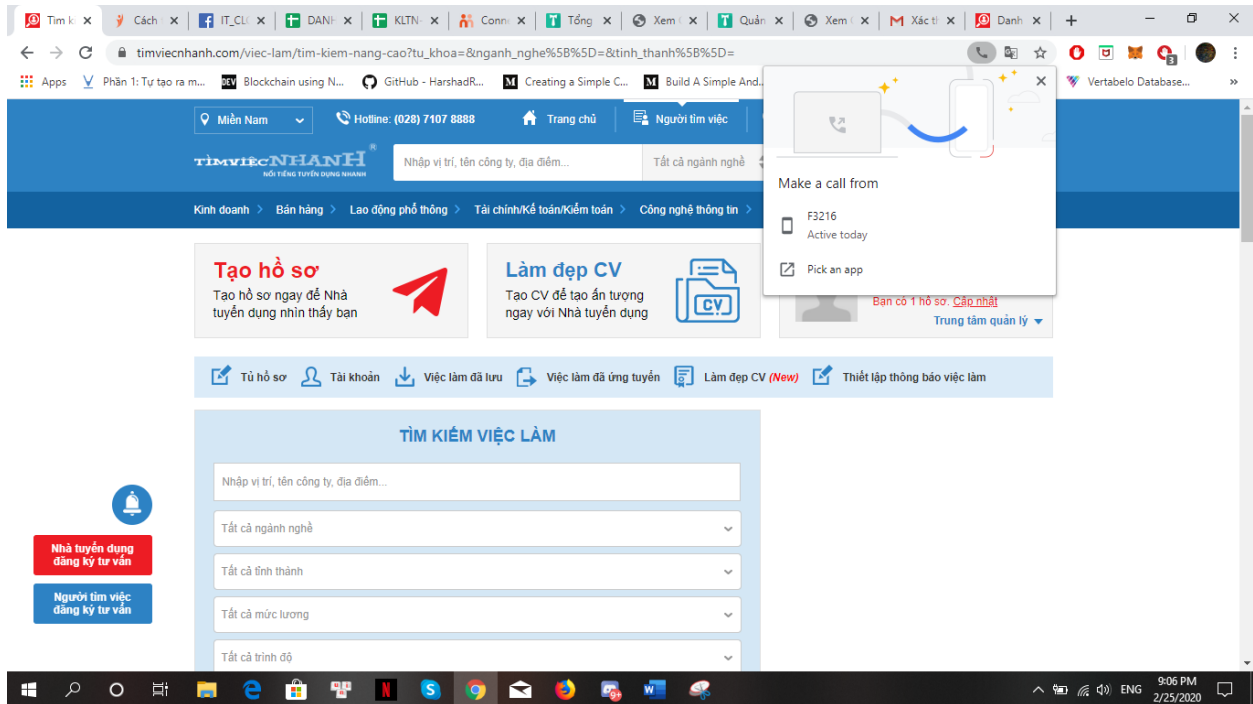 Tìm k
Cách
IT_CL
DANH
KLTN-
Conn
Tổng
Xem
Quản
Xem
Xác t
Danh
timviecnhanh.com/viec-lam/tim-kiem-nang-cao?tu_khoa=&nganh_nghe%5B%5D=&tinh_thanh%5B%5D=
3
Apps
Phần 1: Tự tạo ra m...
DEV Blockchain using N...
GitHub - HarshadR...
M Creating a Simple C...
M Build A Simple And...
Vertabelo Database...
»
Miền Nam
Hotline: (028) 7107 8888
Trang chủ
Người tìm việc
TÌMVIỆCNHANH®
NỔI TIẾNG TUYỂN DỤNG NHANH
Nhập vị trí, tên công ty, địa điểm...
Tất cả ngành nghề
Kinh doanh >
Bán hàng >
Lao động phổ thông >
Tài chính/Kế toán/Kiểm toán >
Công nghệ thông tin >
Make a call from
F3216
Active today
Pick an app
Tạo hồ sơ
Tạo hồ sơ ngay để Nhà
tuyển dụng nhìn thấy bạn
Làm đẹp CV
Tạo CV để tạo ấn tượng
ngay với Nhà tuyển dụng
CV
Bạn có 1 hồ sơ. Cập nhật
Trung tâm quản lý
Tủ hồ sơ
Tài khoản
Việc làm đã lưu
Việc làm đã ứng tuyển
Làm đẹp CV (New)
Thiết lập thông báo việc làm
TÌM KIẾM VIỆC LÀM
Nhập vị trí, tên công ty, địa điểm...
Tất cả ngành nghề
Tất cả tỉnh thành
Tất cả mức lương
Tất cả trình độ
Nhà tuyển dụng
đăng ký tư vấn
Người tìm việc
đăng ký tư vấn
ENG
9:06 PM
2/25/2020